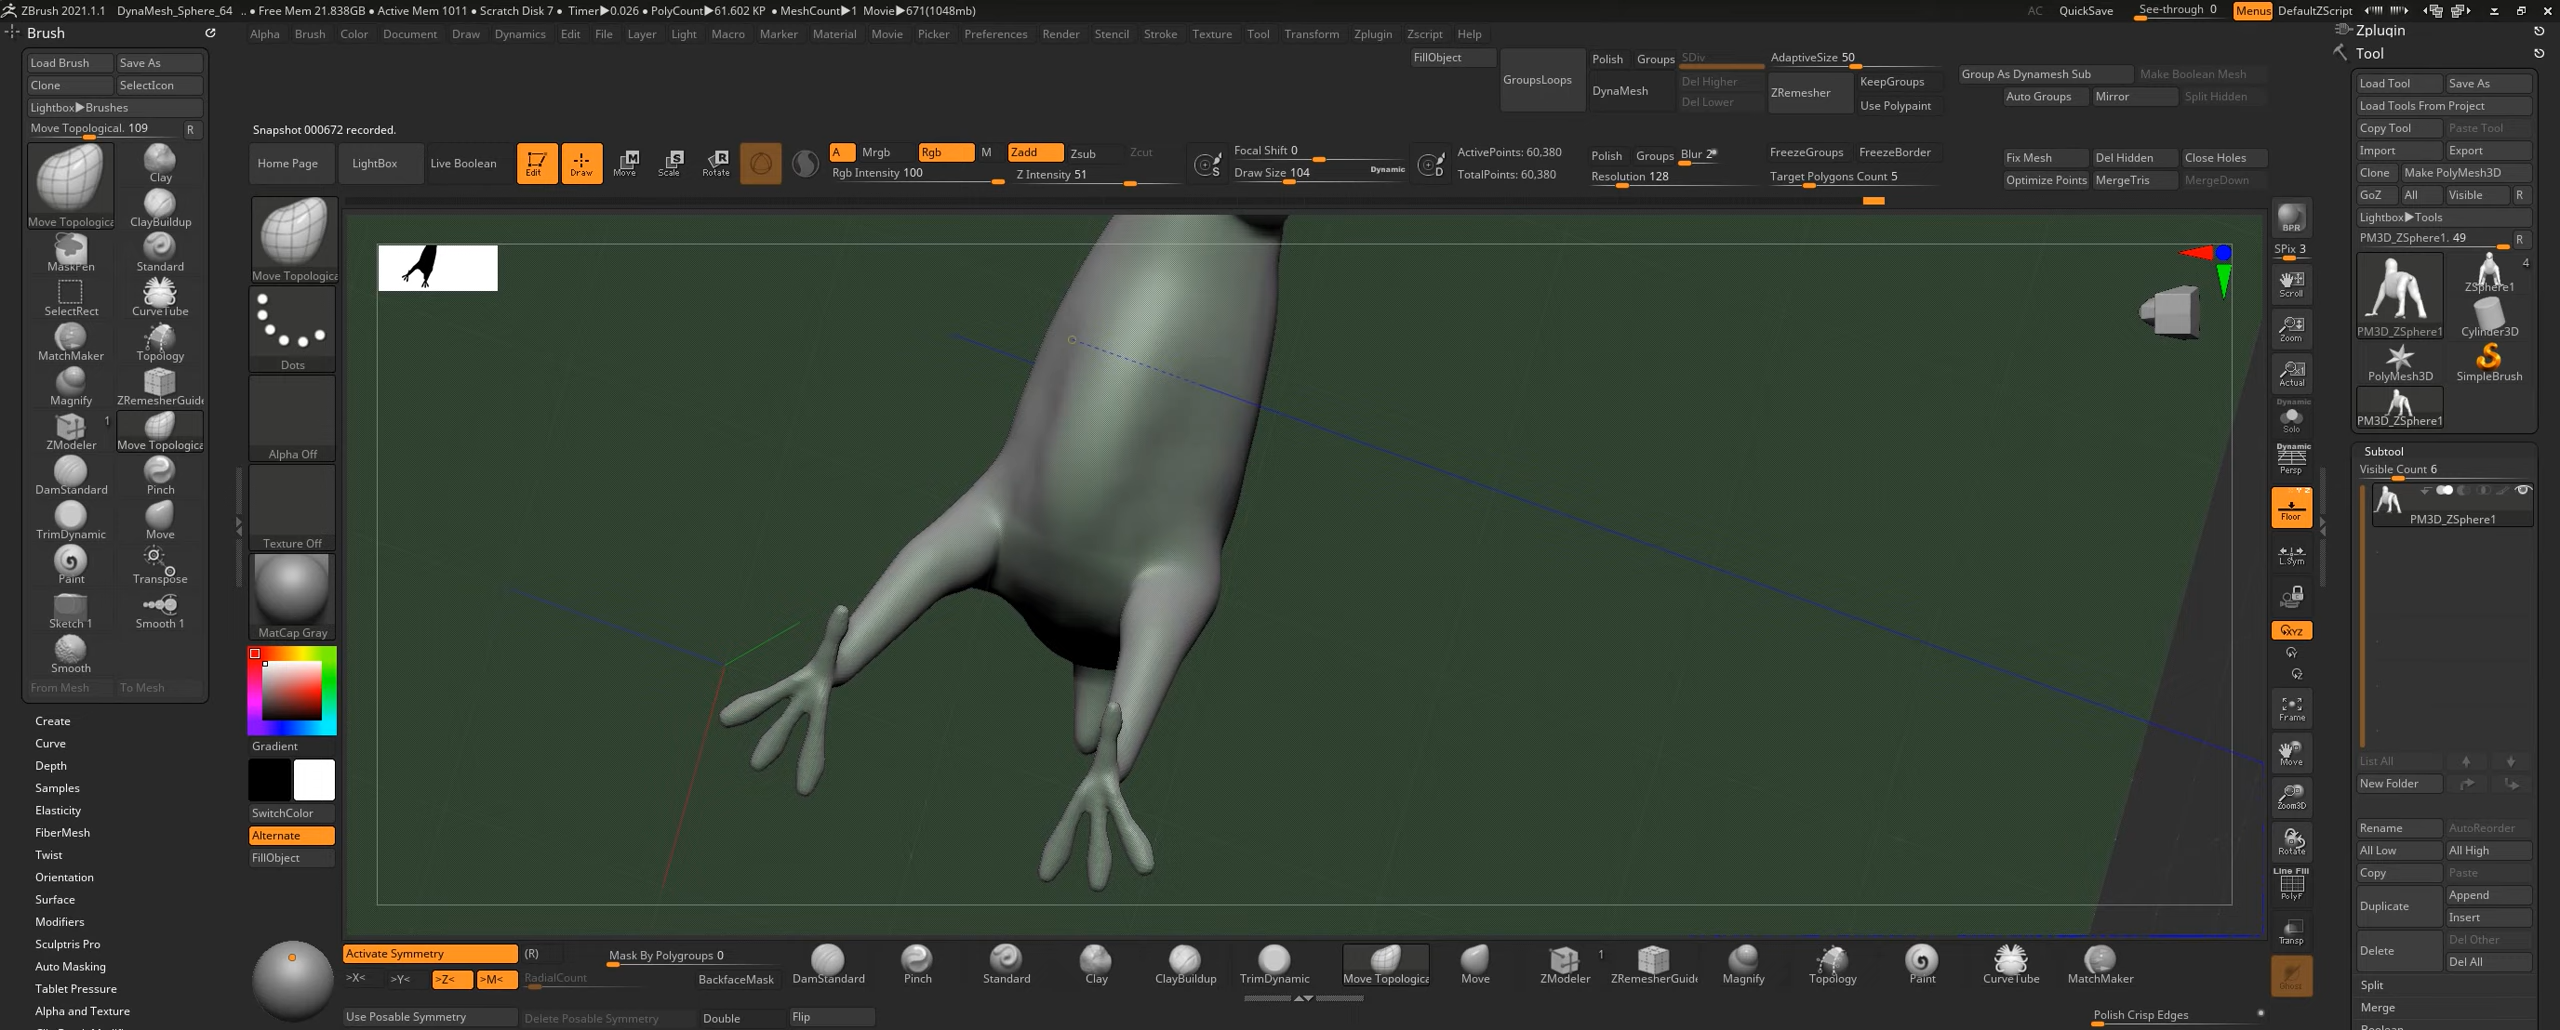 ZBrush 2021.1.1 DynaMesh_Sphere_64 .. • Free Mem 21.838GB • Active Mem 1011 • Scratch Disk 7 • Timer▶0.026 • PolyCount▶61.602 KP • MeshCount▶1 Movie▶671(1048mb) AC QuickSave See-through 0 Menus DefaultZScript
Brush
Alpha Brush Color Document Draw Dynamics Edit File Layer Light Macro Marker Material Movie Picker Preferences Render Stencil Stroke Texture Tool Transform Zplugin Zscript Help
Zplugin
Tool
Load Brush Save As
Clone SelectIcon
Lightbox▶Brushes
Move Topological. 109 R
Move Topologica
Clay
ClayBuildup
MaskPen Standard
SelectRect CurveTube
MatchMaker Topology
Magnify ZRemesherGuide
ZModeler 1 Move Topologica
DamStandard Pinch
TrimDynamic Move
Paint Transpose
Sketch 1 Smooth 1
Smooth
From Mesh To Mesh
Create
Curve
Depth
Samples
Elasticity
FiberMesh
Twist
Orientation
Surface
Modifiers
Sculptris Pro
Auto Masking
Tablet Pressure
Alpha and Texture
FillObject GroupsLoops Polish Groups SDiv AdaptiveSize 50
DynaMesh Del Higher ZRemesher KeepGroups
Del Lower Use Polypaint
Group As Dynamesh Sub Make Boolean Mesh
Auto Groups Mirror Split Hidden
Snapshot 000672 recorded.
Home Page LightBox Live Boolean Edit Draw Move Scale Rotate
A Mrgb Rgb M Zadd Zsub Zcut
Rgb Intensity 100 Z Intensity 51
S Focal Shift 0
Draw Size 104 Dynamic D
ActivePoints: 60,380
TotalPoints: 60,380
Polish Groups Blur 2
Resolution 128
FreezeGroups FreezeBorder
Target Polygons Count 5
Fix Mesh Del Hidden Close Holes
Optimize Points MergeTris MergeDown
Move Topologica
Dots
Alpha Off
Texture Off
MatCap Gray
Gradient
SwitchColor
Alternate
FillObject
BPR
SPix 3
Scroll
Zoom
Actual
Dynamic
Solo
Dynamic
Persp
Floor
L.Sym
XYZ
Y
Z
Frame
Move
Zoom3D
Rotate
Line Fill
PolyF
Transp
Ghost
Load Tool Save As
Load Tools From Project
Copy Tool Paste Tool
Import Export
Clone Make PolyMesh3D
GoZ All Visible R
Lightbox▶Tools
PM3D_ZSphere1. 49 R
4
ZSphere1
PM3D_ZSphere1 Cylinder3D
PolyMesh3D SimpleBrush
PM3D_ZSphere1
Subtool
Visible Count 6
PM3D_ZSphere1
List All
New Folder
Rename AutoReorder
All Low All High
Copy Paste
Duplicate Append
Insert
Delete Del Other
Del All
Split
Merge
Activate Symmetry (R) Mask By Polygroups 0
>X< >Y< >Z< >M< RadialCount BackfaceMask
DamStandard Pinch Standard Clay ClayBuildup TrimDynamic Move Topologica Move ZModeler 1 ZRemesherGuide Magnify Topology Paint CurveTube MatchMaker
Use Posable Symmetry Delete Posable Symmetry Double Flip Polish Crisp Edges